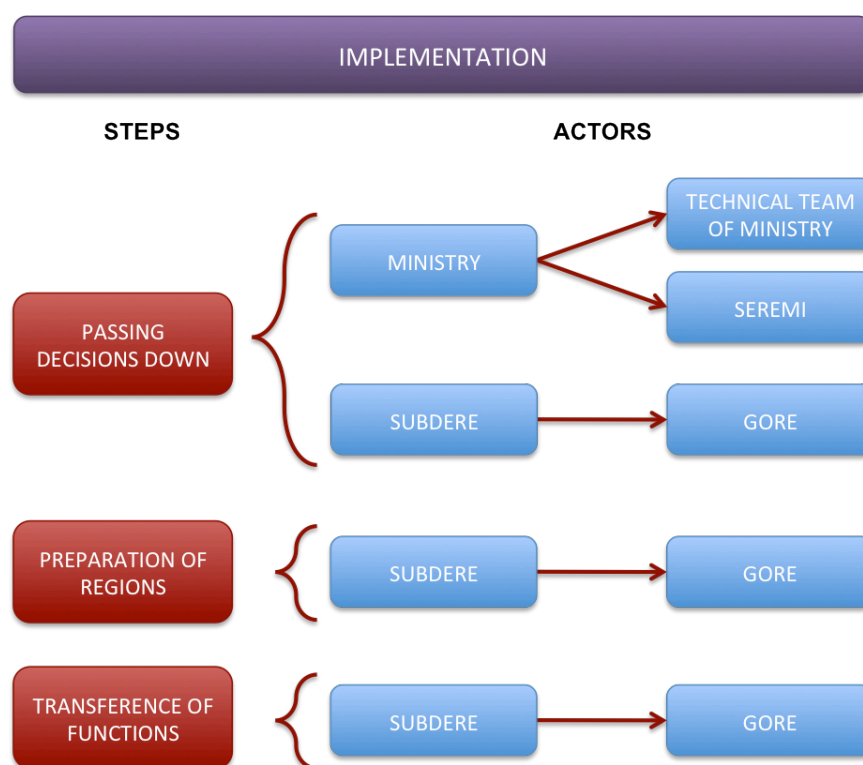 IMPLEMENTATION
STEPS
ACTORS
PASSING
DECISIONS DOWN
MINISTRY
TECHNICAL TEAM
OF MINISTRY
SEREMI
SUBDERE
GORE
PREPARATION OF
REGIONS
SUBDERE
GORE
TRANSFERENCE OF
FUNCTIONS
SUBDERE
GORE